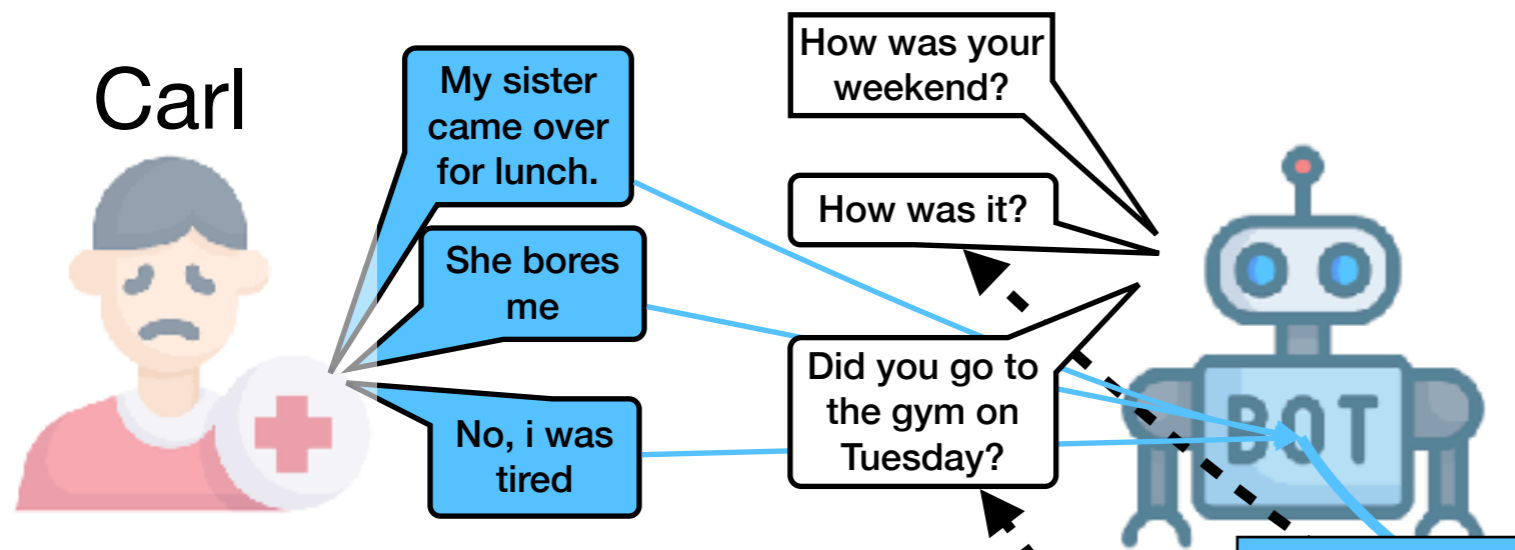 Carl
My sister
came over
for lunch.
She bores
me
No, i was
tired
How was your
weekend?
How was it?
Did you go to
the gym on
Tuesday?
BOT